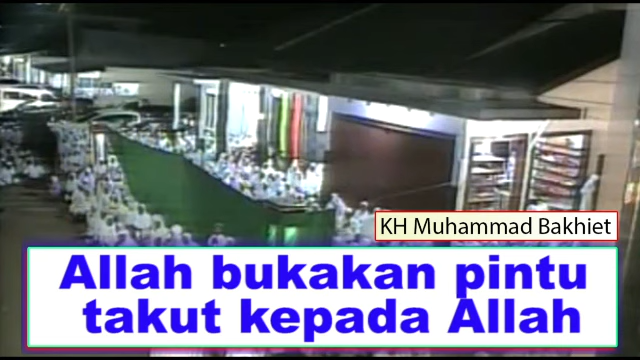 KH Muhammad Bakhiet
Allah bukakan pintu
takut kepada Allah